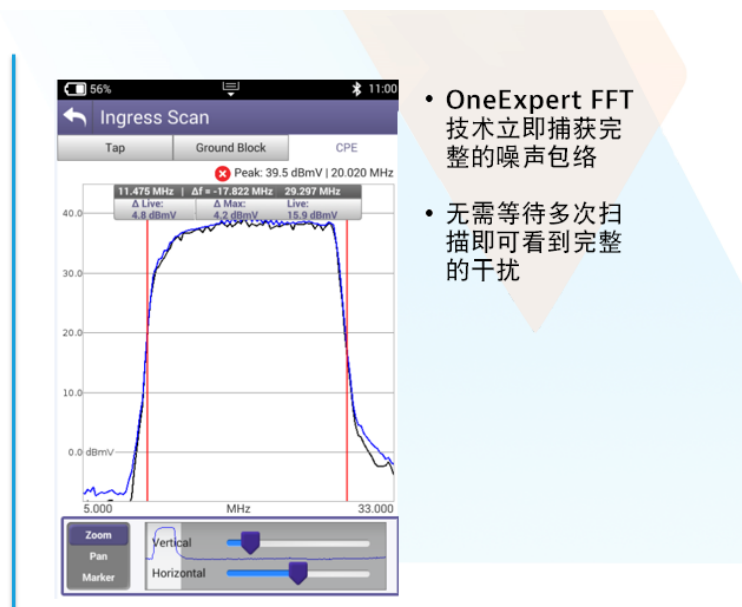 56%
11:00
Ingress Scan
Tap
Ground Block
CPE
Peak: 39.5 dBmV | 20.020 MHz
11.475 MHz | Δf = -17.822 MHz 29.297 MHz
Δ Live: Δ Max: Live:
4.8 dBmV 4.2 dBmV 15.9 dBmV
40.0
30.0
20.0
10.0
0.0 dBmV
5.000 MHz 33.000
Zoom
Pan
Marker
Vertical
Horizontal
• OneExpert FFT
技术立即捕获完
整的噪声包络
• 无需等待多次扫
描即可看到完整
的干扰